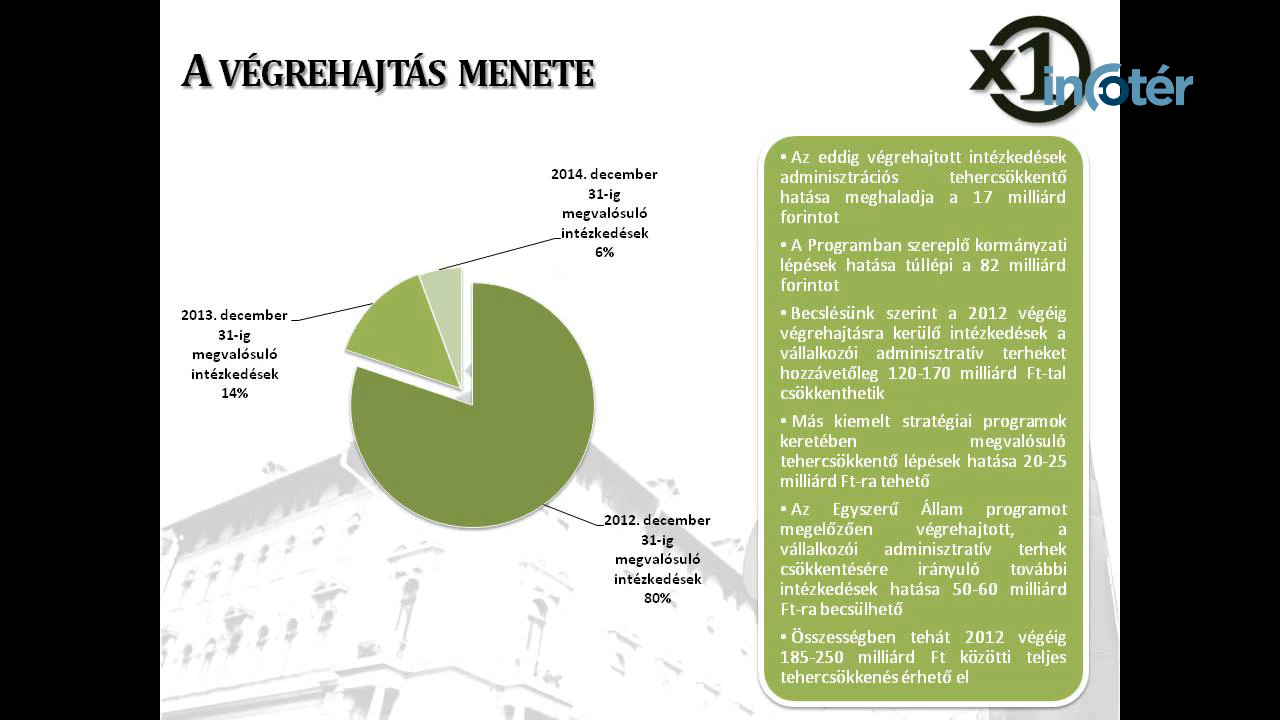 A VÉGREHAJTÁS MENETE
x1
infotér
2014. december
31-ig
megvalósuló
intézkedések
6%
2013. december
31-ig
megvalósuló
intézkedések
14%
2012. december
31-ig
megvalósuló
intézkedések
80%
• Az eddig végrehajtott intézkedések
adminisztrációs tehercsökkentő
hatása meghaladja a 17 milliárd
forintot
• A Programban szereplő kormányzati
lépések hatása túllépi a 82 milliárd
forintot
• Becslésünk szerint a 2012 végéig
végrehajtásra kerülő intézkedések a
vállalkozói adminisztratív terheket
hozzávetőleg 120-170 milliárd Ft-tal
csökkenthetik
• Más kiemelt stratégiai programok
keretében megvalósuló
tehercsökkentő lépések hatása 20-25
milliárd Ft-ra tehető
• Az Egyszerű Állam programot
megelőzően végrehajtott, a
vállalkozói adminisztratív terhek
csökkentésére irányuló további
intézkedések hatása 50-60 milliárd
Ft-ra becsülhető
• Összességben tehát 2012 végéig
185-250 milliárd Ft közötti teljes
tehercsökkenés érhető el